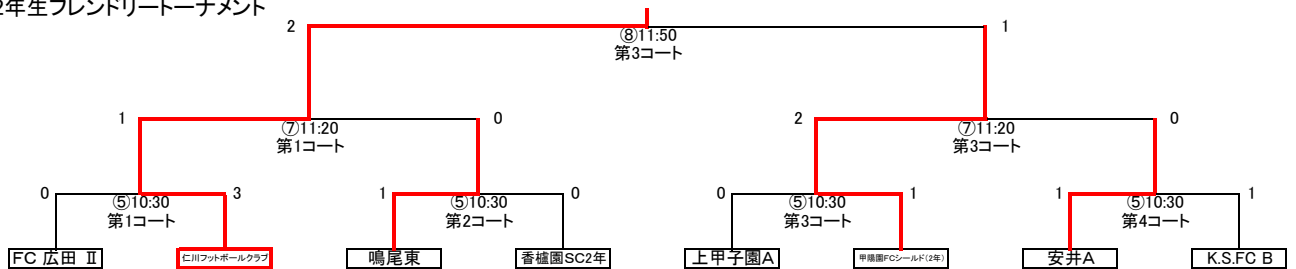 2年生フレンドリートーナメント
2
1
⑧11:50
第3コート
1
0
2
0
⑦11:20
第1コート
⑦11:20
第3コート
0
3
1
0
0
1
1
1
⑤10:30
第1コート
⑤10:30
第2コート
⑤10:30
第3コート
⑤10:30
第4コート
FC 広田 Ⅱ
仁川フットボールクラブ
鳴尾東
香櫨園SC2年
上甲子園A
甲陽園FCシールド(2年)
安井A
K.S.FC B